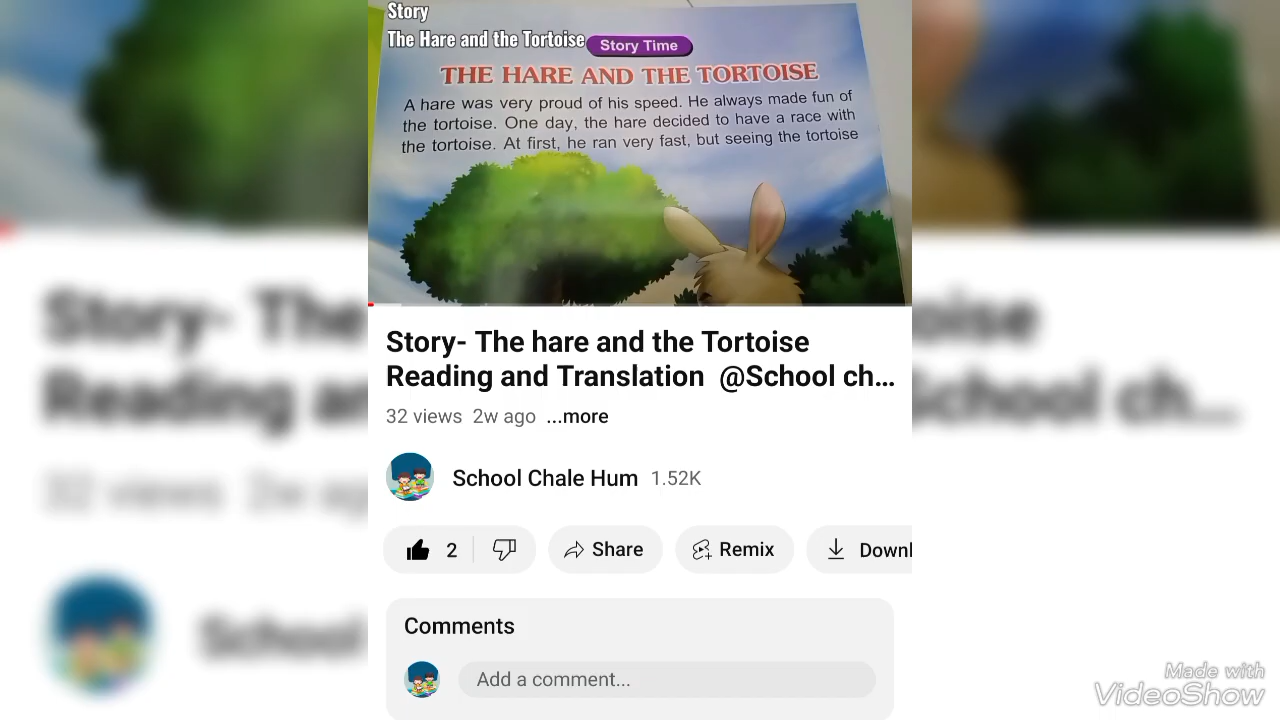 Story
The Hare and the Tortoise
Story Time
THE HARE AND THE TORTOISE
A hare was very proud of his speed. He always made fun of
the tortoise. One day, the hare decided to have a race with
the tortoise. At first, he ran very fast, but seeing the tortoise
Story- The hare and the Tortoise
Reading and Translation @School ch...
32 views 2w ago ...more
School Chale Hum 1.52K
2 Share Remix Downl
Comments
Add a comment...
Made with
VideoShow